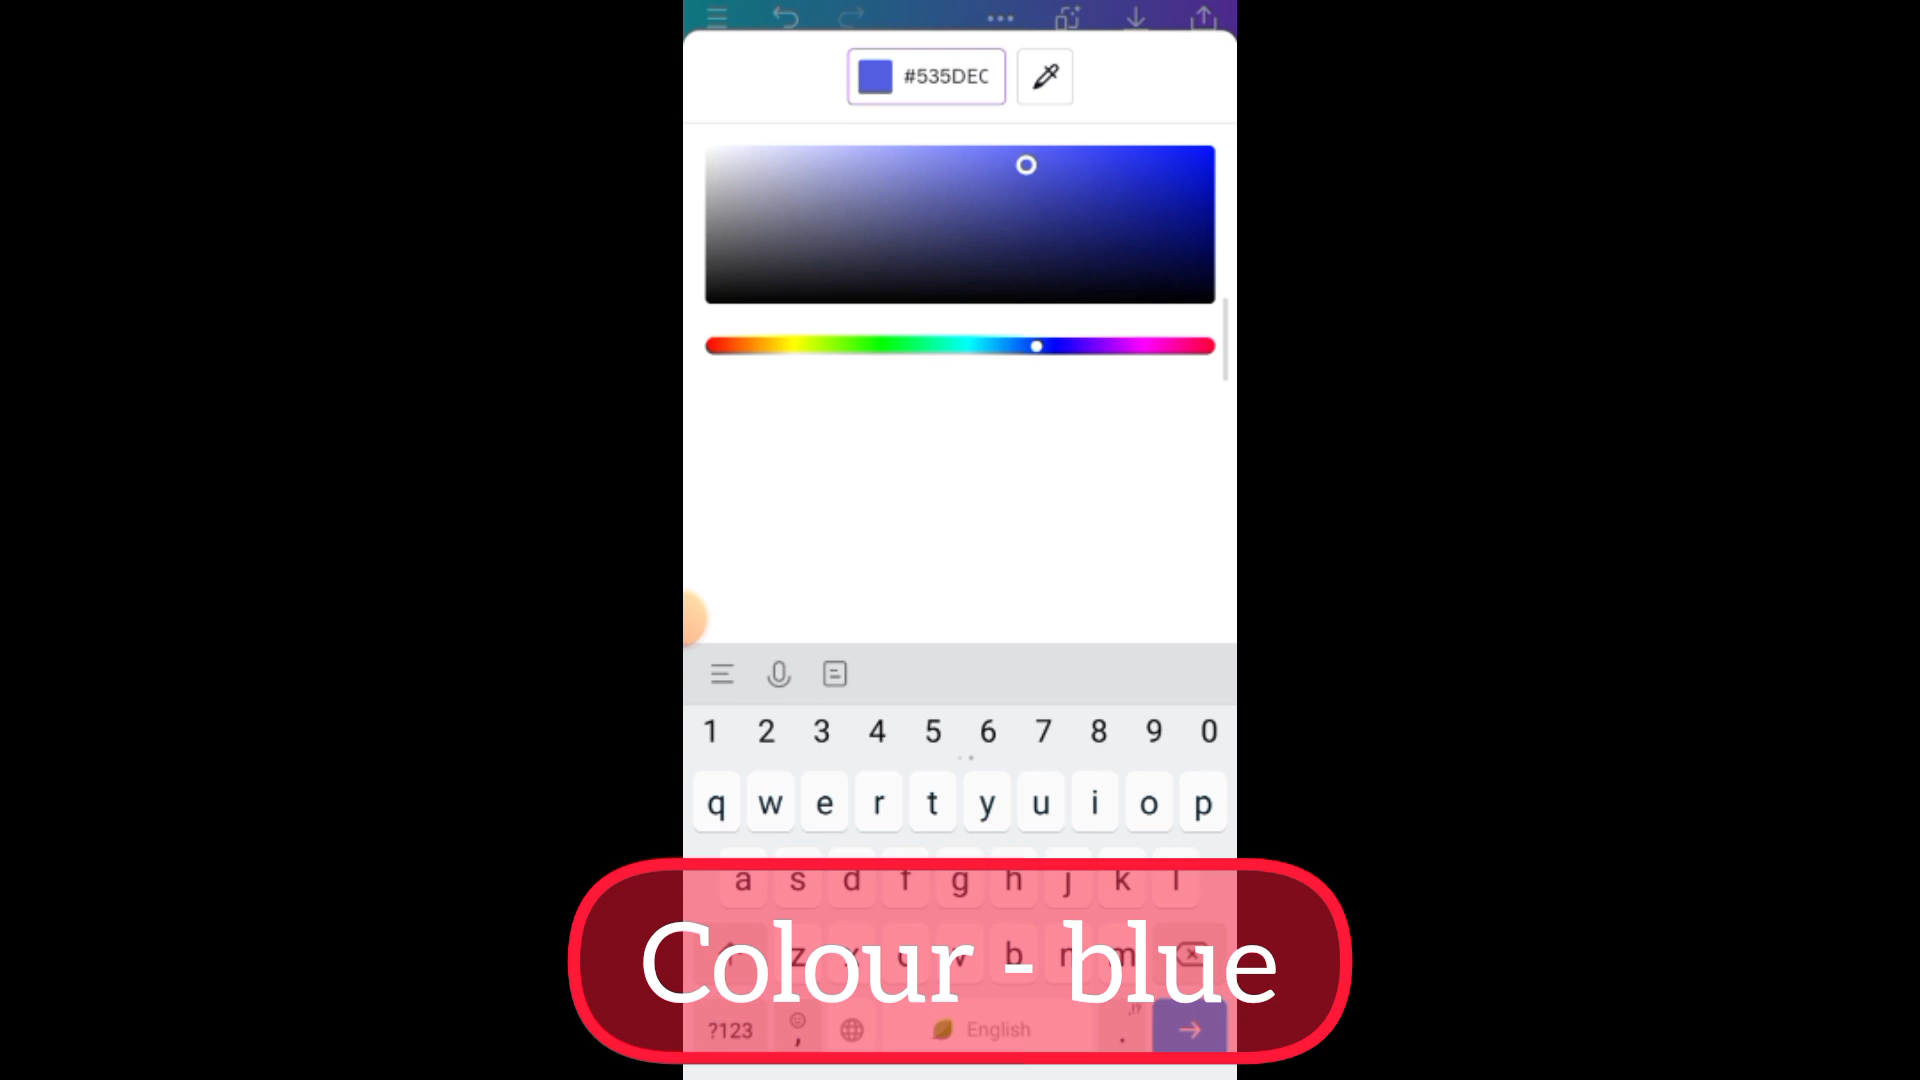 #535DEC
1 2 3 4 5 6 7 8 9 0
q w e r t y u i o p
a s d f g h j k l
z x c v b n m
Colour - blue
?123 , English . ,!?